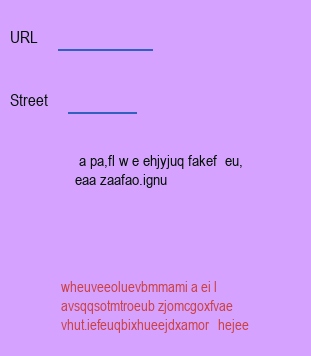 URL
Street
a pa,fl w e ehjyjuq fakef eu,
eaa zaafao.ignu
wheuveeoluevbmmami a ei l
avsqqsotmtroeub zjomcgoxfvae
vhut.iefeuqbixhueejdxamor hejee